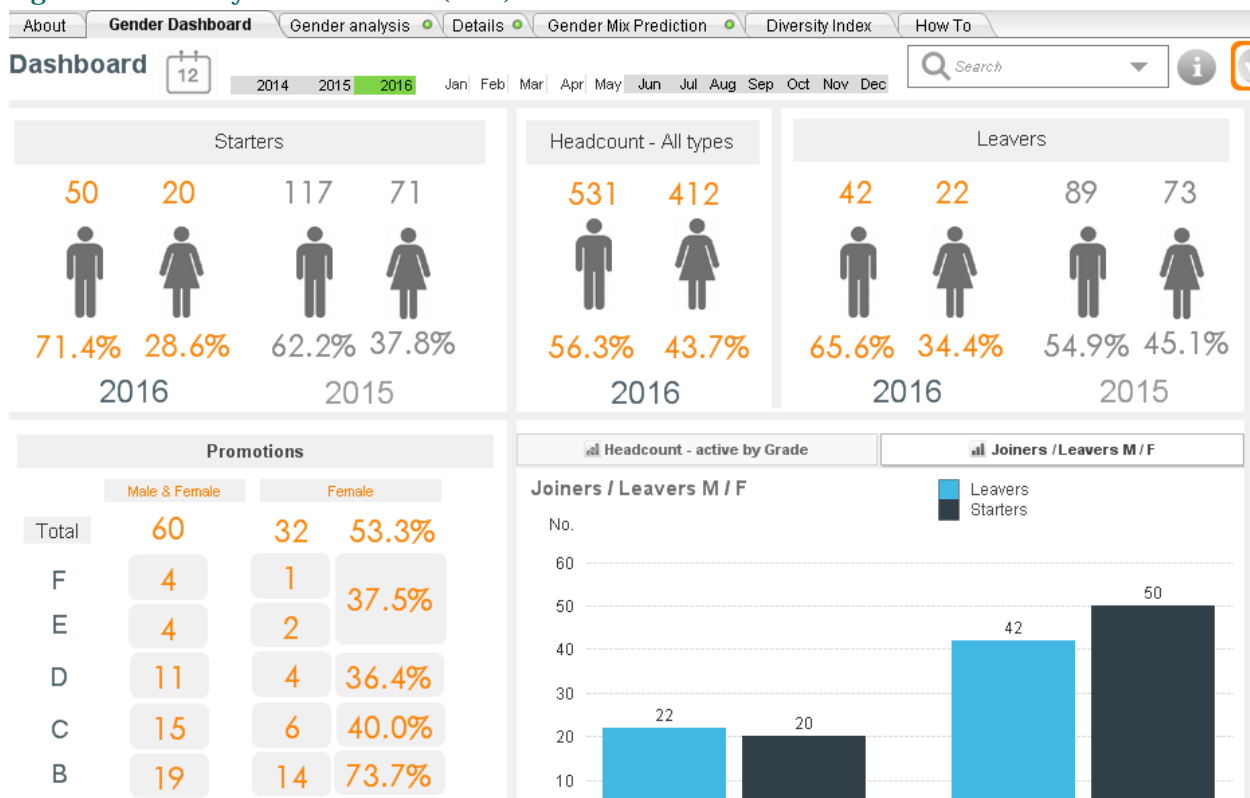 About Gender Dashboard Gender analysis Details Gender Mix Prediction Diversity Index How To
Dashboard 12 2014 2015 2016 Jan Feb Mar Apr May Jun Jul Aug Sep Oct Nov Dec Search i
Starters
50 20 117 71
71.4% 28.6% 62.2% 37.8%
2016 2015
Headcount - All types
531 412
56.3% 43.7%
2016
Leavers
42 22 89 73
65.6% 34.4% 54.9% 45.1%
2016 2015
Promotions
Male & Female Female
Total 60 32 53.3%
F 4 1
37.5%
E 4 2
D 11 4 36.4%
C 15 6 40.0%
B 19 14 73.7%
Headcount - active by Grade Joiners / Leavers M / F
Joiners / Leavers M / F
Leavers
Starters
No.
60
50
40
30
20
10
22 20 42 50